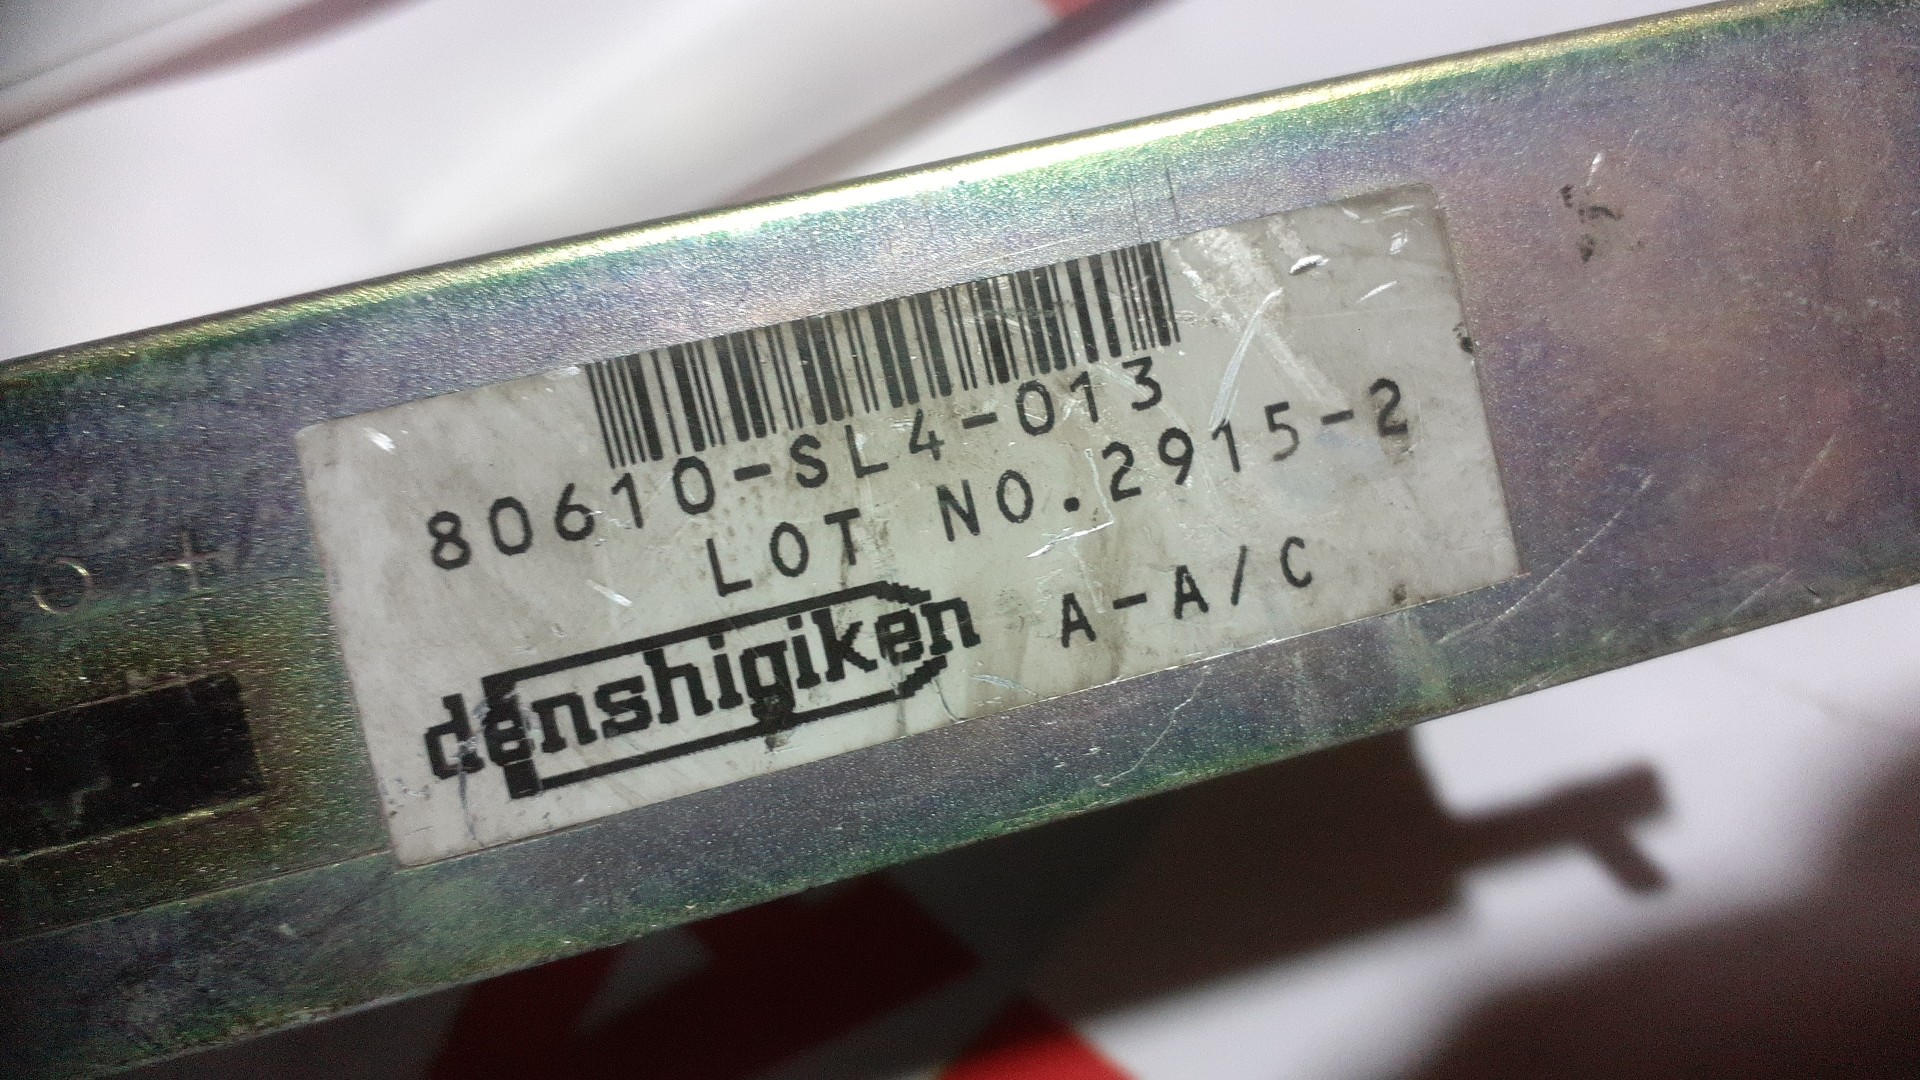 80610-SL4-013
LOT NO.2915-2
denshigiken A-A/C
O +